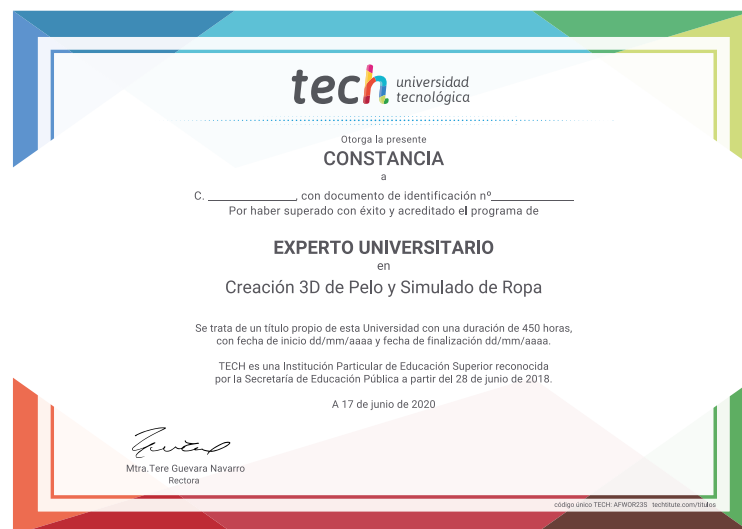 tech universidad
tecnológica
Otorga la presente
CONSTANCIA
a
C. ______________, con documento de identificación nº______________
Por haber superado con éxito y acreditado el programa de
EXPERTO UNIVERSITARIO
en
Creación 3D de Pelo y Simulado de Ropa
Se trata de un título propio de esta Universidad con una duración de 450 horas,
con fecha de inicio dd/mm/aaaa y fecha de finalización dd/mm/aaaa.
TECH es una Institución Particular de Educación Superior reconocida
por la Secretaría de Educación Pública a partir del 28 de junio de 2018.
A 17 de junio de 2020
Mtra.Tere Guevara Navarro
Rectora
código único TECH: AFWOR23S techtitute.com/titulos